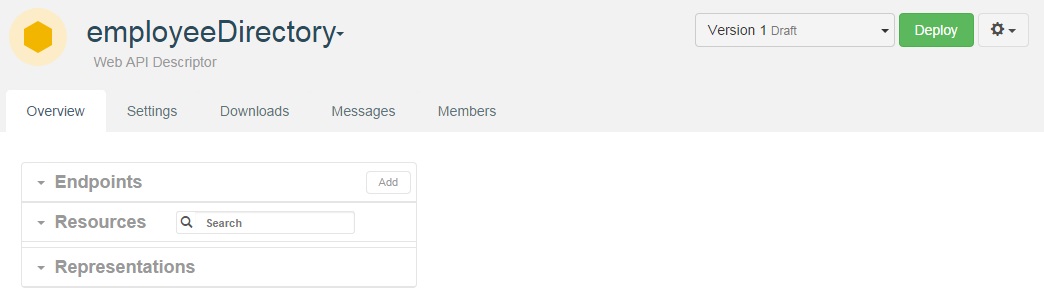 employeeDirectory
Web API Descriptor
Version 1 Draft
Deploy
Overview
Settings
Downloads
Messages
Members
Endpoints
Add
Resources
Search
Representations